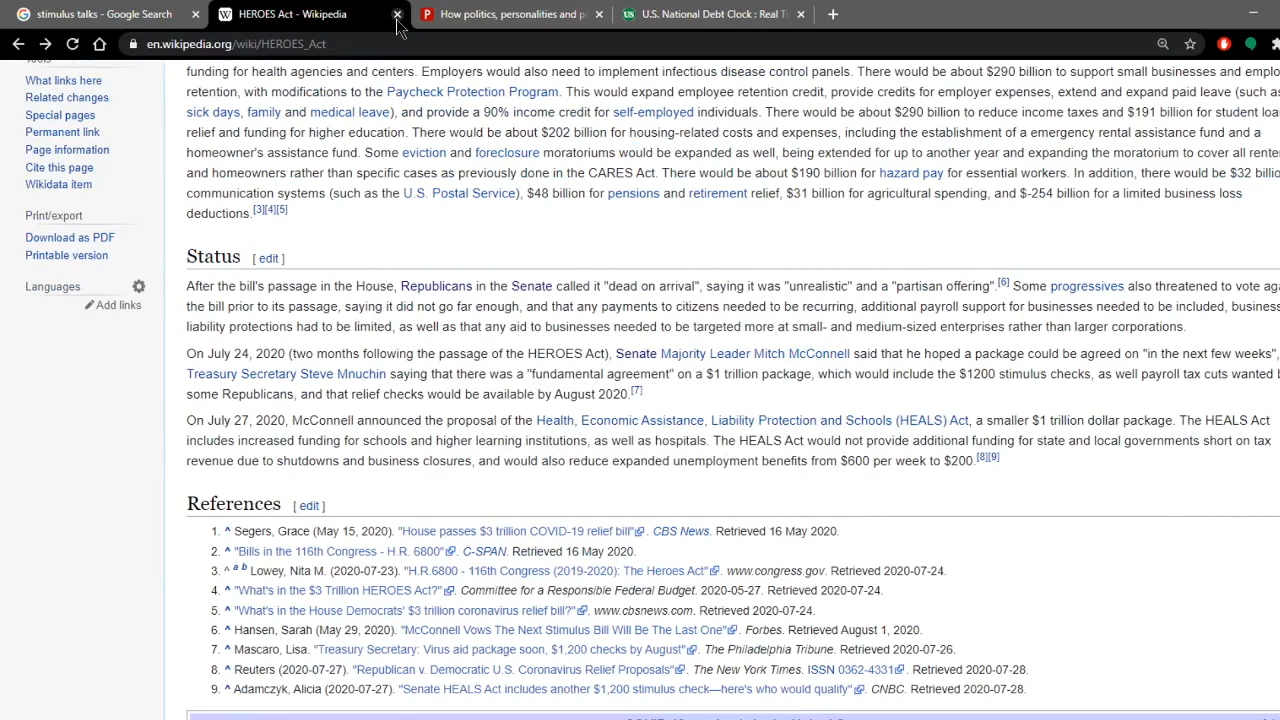 stimulus talks - Google Search
HEROES Act - Wikipedia
How politics, personalities and p
U.S. National Debt Clock : Real Ti
en.wikipedia.org/wiki/HEROES_Act
Tools
What links here
Related changes
Special pages
Permanent link
Page information
Cite this page
Wikidata item
Print/export
Download as PDF
Printable version
Languages
Add links
funding for health agencies and centers. Employers would also need to implement infectious disease control panels. There would be about $290 billion to support small businesses and emplo
retention, with modifications to the Paycheck Protection Program. This would expand employee retention credit, provide credits for employer expenses, extend and expand paid leave (such as
sick days, family and medical leave), and provide a 90% income credit for self-employed individuals. There would be about $290 billion to reduce income taxes and $191 billion for student loa
relief and funding for higher education. There would be about $202 billion for housing-related costs and expenses, including the establishment of a emergency rental assistance fund and a
homeowner's assistance fund. Some eviction and foreclosure moratoriums would be expanded as well, being extended for up to another year and expanding the moratorium to cover all rente
and homeowners rather than specific cases as previously done in the CARES Act. There would be about $190 billion for hazard pay for essential workers. In addition, there would be $32 billio
communication systems (such as the U.S. Postal Service), $48 billion for pensions and retirement relief, $31 billion for agricultural spending, and $-254 billion for a limited business loss
deductions.[3][4][5]
Status [ edit ]
After the bill's passage in the House, Republicans in the Senate called it "dead on arrival", saying it was "unrealistic" and a "partisan offering".[6] Some progressives also threatened to vote aga
the bill prior to its passage, saying it did not go far enough, and that any payments to citizens needed to be recurring, additional payroll support for businesses needed to be included, business
liability protections had to be limited, as well as that any aid to businesses needed to be targeted more at small- and medium-sized enterprises rather than larger corporations.
On July 24, 2020 (two months following the passage of the HEROES Act), Senate Majority Leader Mitch McConnell said that he hoped a package could be agreed on "in the next few weeks",
Treasury Secretary Steve Mnuchin saying that there was a "fundamental agreement" on a $1 trillion package, which would include the $1200 stimulus checks, as well payroll tax cuts wanted b
some Republicans, and that relief checks would be available by August 2020.[7]
On July 27, 2020, McConnell announced the proposal of the Health, Economic Assistance, Liability Protection and Schools (HEALS) Act, a smaller $1 trillion dollar package. The HEALS Act
includes increased funding for schools and higher learning institutions, as well as hospitals. The HEALS Act would not provide additional funding for state and local governments short on tax
revenue due to shutdowns and business closures, and would also reduce expanded unemployment benefits from $600 per week to $200.[8][9]
References [ edit ]
1. ^ Segers, Grace (May 15, 2020). "House passes $3 trillion COVID-19 relief bill". CBS News. Retrieved 16 May 2020.
2. ^ "Bills in the 116th Congress - H.R. 6800". C-SPAN. Retrieved 16 May 2020.
3. ^ a b Lowey, Nita M. (2020-07-23). "H.R.6800 - 116th Congress (2019-2020): The Heroes Act". www.congress.gov. Retrieved 2020-07-24.
4. ^ "What's in the $3 Trillion HEROES Act?". Committee for a Responsible Federal Budget. 2020-05-27. Retrieved 2020-07-24.
5. ^ "What's in the House Democrats' $3 trillion coronavirus relief bill?". www.cbsnews.com. Retrieved 2020-07-24.
6. ^ Hansen, Sarah (May 29, 2020). "McConnell Vows The Next Stimulus Bill Will Be The Last One". Forbes. Retrieved August 1, 2020.
7. ^ Mascaro, Lisa. "Treasury Secretary: Virus aid package soon, $1,200 checks by August". The Philadelphia Tribune. Retrieved 2020-07-26.
8. ^ Reuters (2020-07-27). "Republican v. Democratic U.S. Coronavirus Relief Proposals". The New York Times. ISSN 0362-4331. Retrieved 2020-07-28.
9. ^ Adamczyk, Alicia (2020-07-27). "Senate HEALS Act includes another $1,200 stimulus check—here's who would qualify". CNBC. Retrieved 2020-07-28.